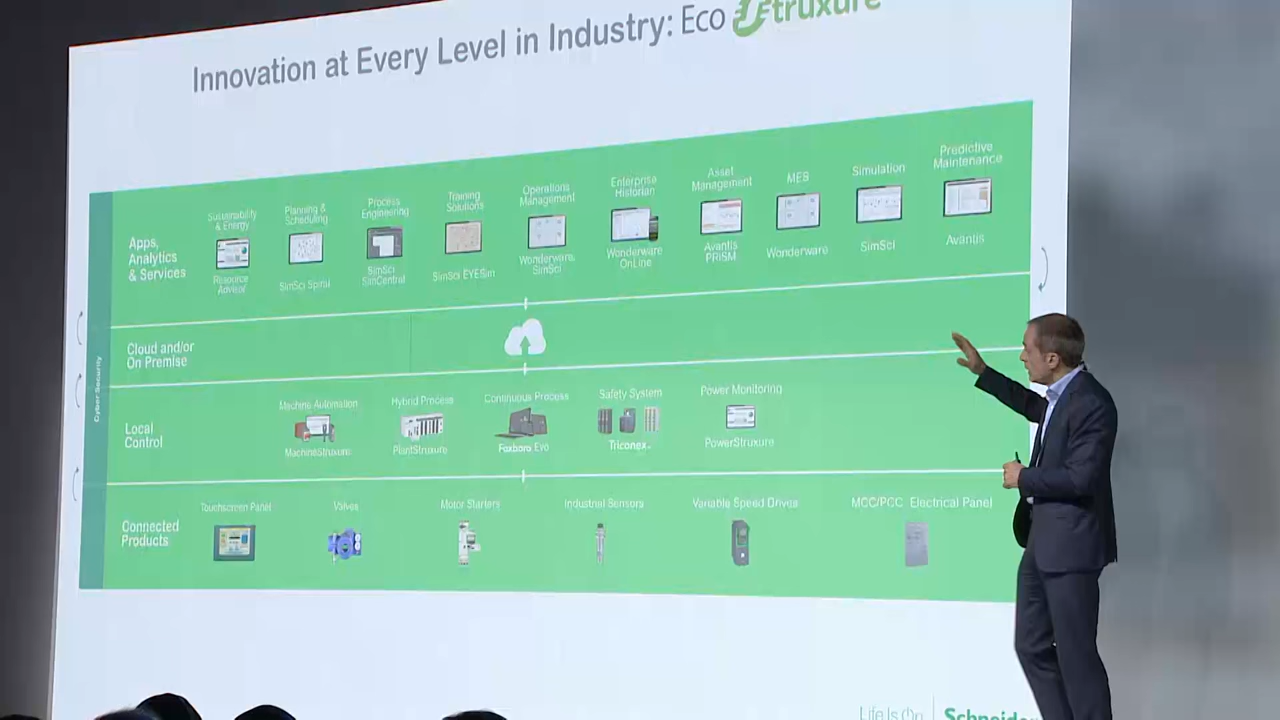 Innovation at Every Level in Industry: Eco Struxure
Predictive
Maintenance
Simulation
MES
Asset
Management
Enterprise
Historian
Operations
Management
Training
Solutions
Process
Engineering
Planning &
Scheduling
Sustainability
& Energy
Apps,
Analytics
& Services
Resource
Advisor
SimSci Spiral
SimSci
SimCentral
SimSci EYESim
Wonderware,
SimSci
Wonderware
OnLine
Avantis
PRiSM
Wonderware
SimSci
Avantis
Cloud and/or
On Premise
Cyber Security
Local
Control
Machine Automation
Hybrid Process
Continuous Process
Safety System
Power Monitoring
MachineStruxure
PlantStruxure
Foxboro Evo
Triconex
PowerStruxure
Connected
Products
Touchscreen Panel
Valves
Motor Starters
Industrial Sensors
Variable Speed Drives
MCC/PCC Electrical Panel
Life Is On
Schneider